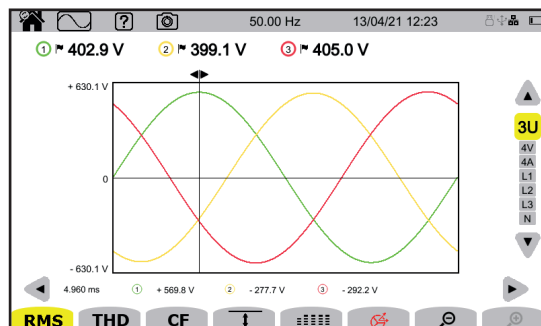 ? 50.00 Hz 13/04/21 12:23
1 402.9 V 2 399.1 V 3 405.0 V
+ 630.1 V
0
- 630.1 V
3U
4V
4A
L1
L2
L3
N
4.960 ms 1 + 569.8 V 2 - 277.7 V 3 - 292.2 V
RMS THD CF